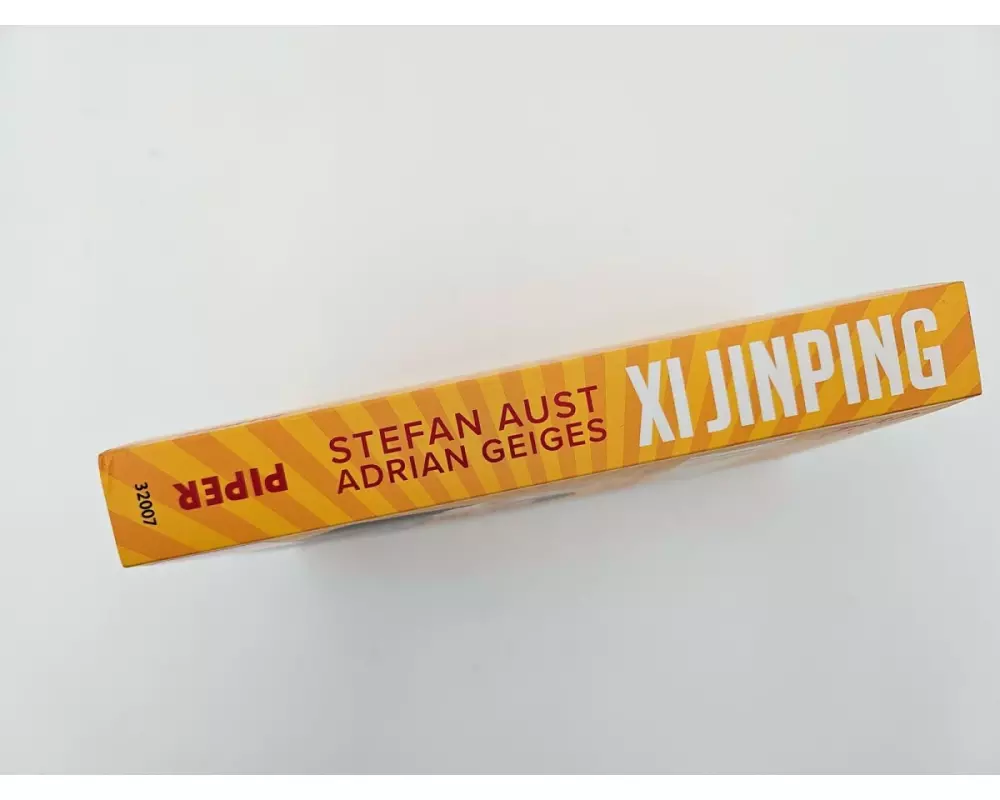 XI JINPING
STEFAN AUST
ADRIAN GEIGES
PIPER
32007